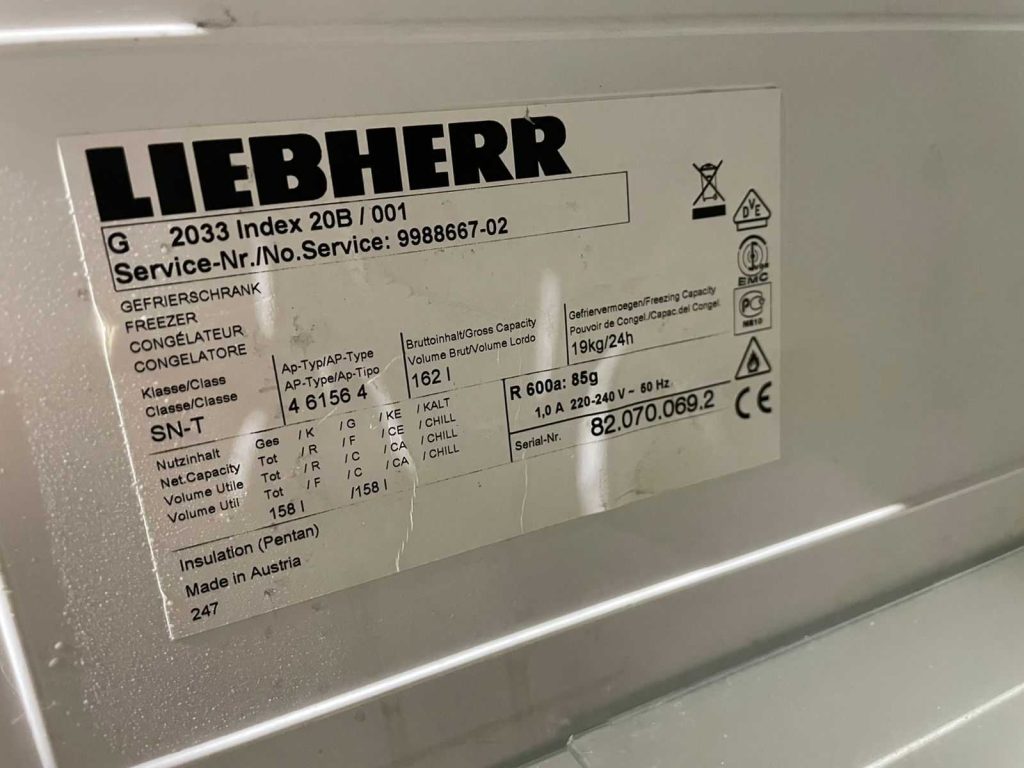 LIEBHERR
G 2033 Index 20B / 001
Service-Nr./No.Service: 9988667-02
GEFRIERSCHRANK
FREEZER
CONGÉLATEUR
CONGELATORE
Klasse/Class
Classe/Classe
SN-T
Ap-Typ/AP-Type
AP-Type/Ap-Tipo
4 6156 4
Bruttoinhalt/Gross Capacity
Volume Brut/Volume Lordo
162 l
Gefriervermoegen/Freezing Capacity
Pouvoir de Congel./Capac.del Congel.
19kg/24h
Nutzinhalt Ges / K / G / KE / KALT
Net.Capacity Tot / R / F / CE / CHILL
Volume Utile Tot / R / C / CA / CHILL
Volume Util Tot / F / C / CA / CHILL
158 l /158 l
R 600a: 85g
1,0 A 220-240 V ~ 50 Hz
Serial-Nr. 82.070.069.2
Insulation (Pentan)
Made in Austria
247
DVE
EMC
PC
ME10
CE